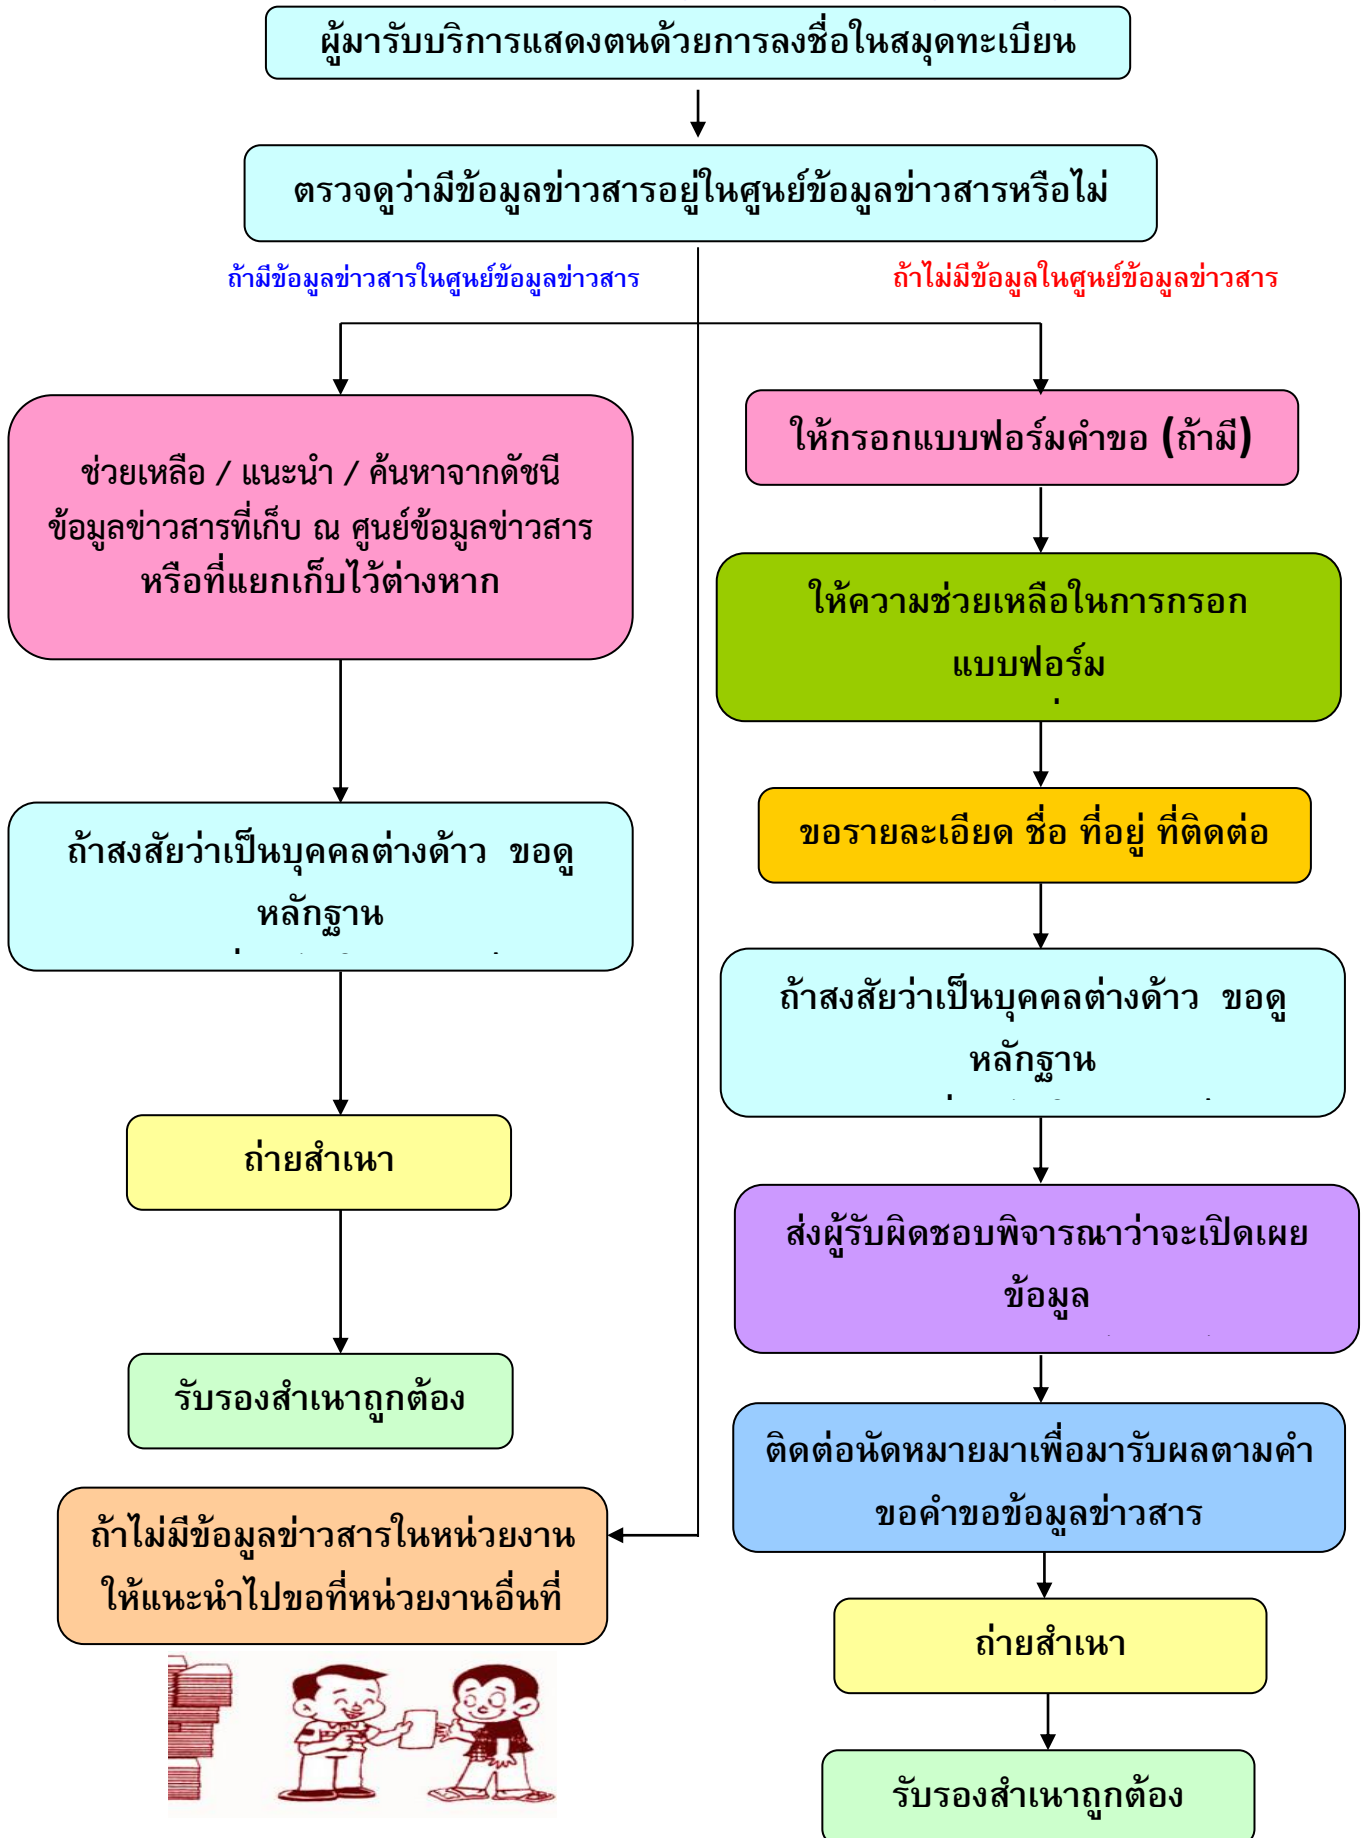 ผู้มารับบริการแสดงตนด้วยการลงชื่อในสมุดทะเบียน
ตรวจดูว่ามีข้อมูลข่าวสารอยู่ในศูนย์ข้อมูลข่าวสารหรือไม่
ถ้ามีข้อมูลข่าวสารในศูนย์ข้อมูลข่าวสาร
ช่วยเหลือ / แนะนำ / ค้นหาจากดัชนี
ข้อมูลข่าวสารที่เก็บ ณ ศูนย์ข้อมูลข่าวสาร
หรือที่แยกเก็บไว้ต่างหาก
ถ้าสงสัยว่าเป็นบุคคลต่างด้าว ขอดู
หลักฐาน
ถ่ายสำเนา
รับรองสำเนาถูกต้อง
ถ้าไม่มีข้อมูลข่าวสารในหน่วยงาน
ให้แนะนำไปขอที่หน่วยงานอื่นที่
ถ้าไม่มีข้อมูลในศูนย์ข้อมูลข่าวสาร
ให้กรอกแบบฟอร์มคำขอ (ถ้ามี)
ให้ความช่วยเหลือในการกรอก
แบบฟอร์ม
ขอรายละเอียด ชื่อ ที่อยู่ ที่ติดต่อ
ถ้าสงสัยว่าเป็นบุคคลต่างด้าว ขอดู
หลักฐาน
ส่งผู้รับผิดชอบพิจารณาว่าจะเปิดเผย
ข้อมูล
ติดต่อนัดหมายมาเพื่อมารับผลตามคำ
ขอคำขอข้อมูลข่าวสาร
ถ่ายสำเนา
รับรองสำเนาถูกต้อง